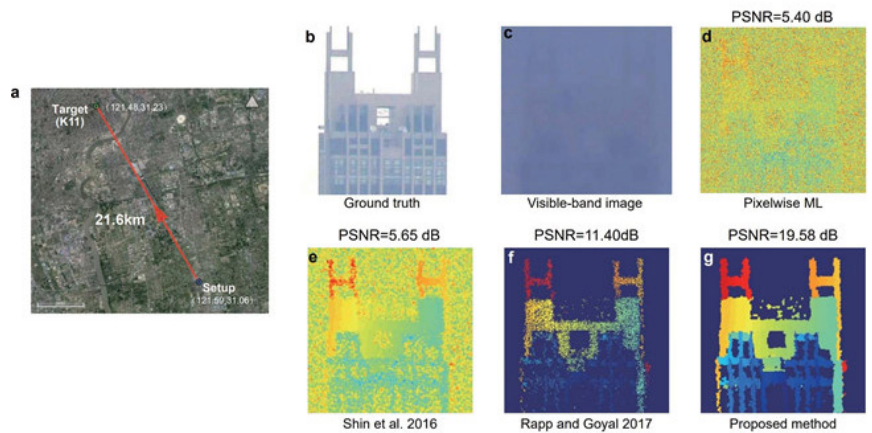 a
Target
(K11)
(121.48,31.23)
21.6km
Setup
(121.50,31.06)
b
Ground truth
c
Visible-band image
PSNR=5.40 dB
d
Pixelwise ML
PSNR=5.65 dB
e
Shin et al. 2016
PSNR=11.40dB
f
Rapp and Goyal 2017
PSNR=19.58 dB
g
Proposed method